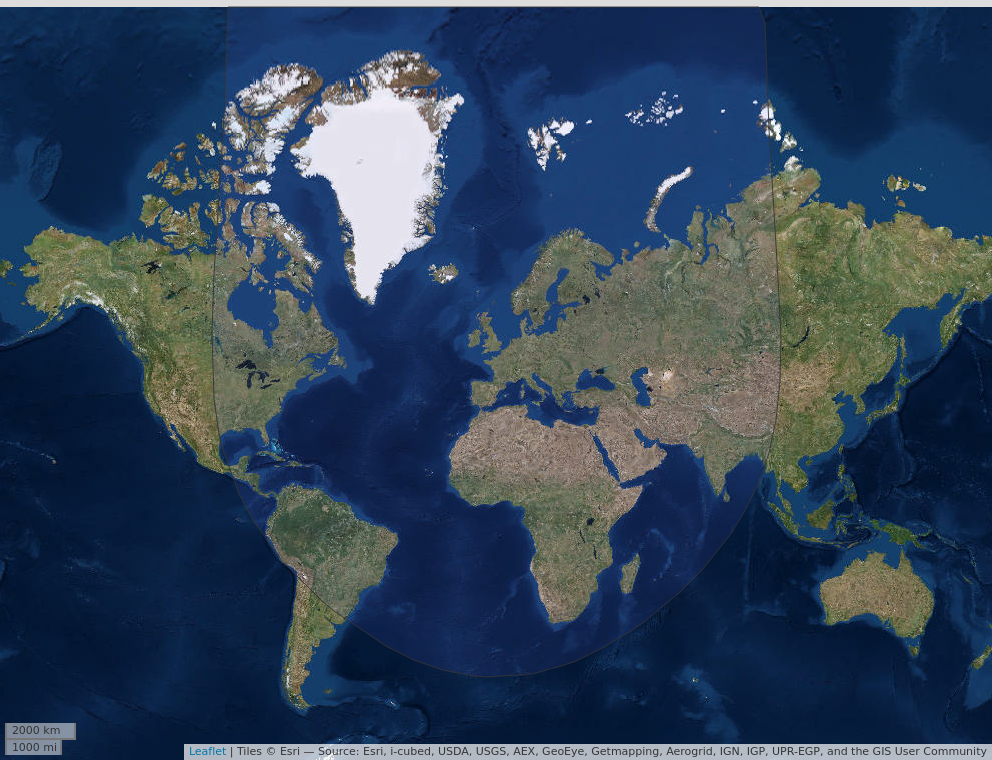 2000 km
1000 mi
Leaflet | Tiles © Esri — Source: Esri, i-cubed, USDA, USGS, AEX, GeoEye, Getmapping, Aerogrid, IGN, IGP, UPR-EGP, and the GIS User Community